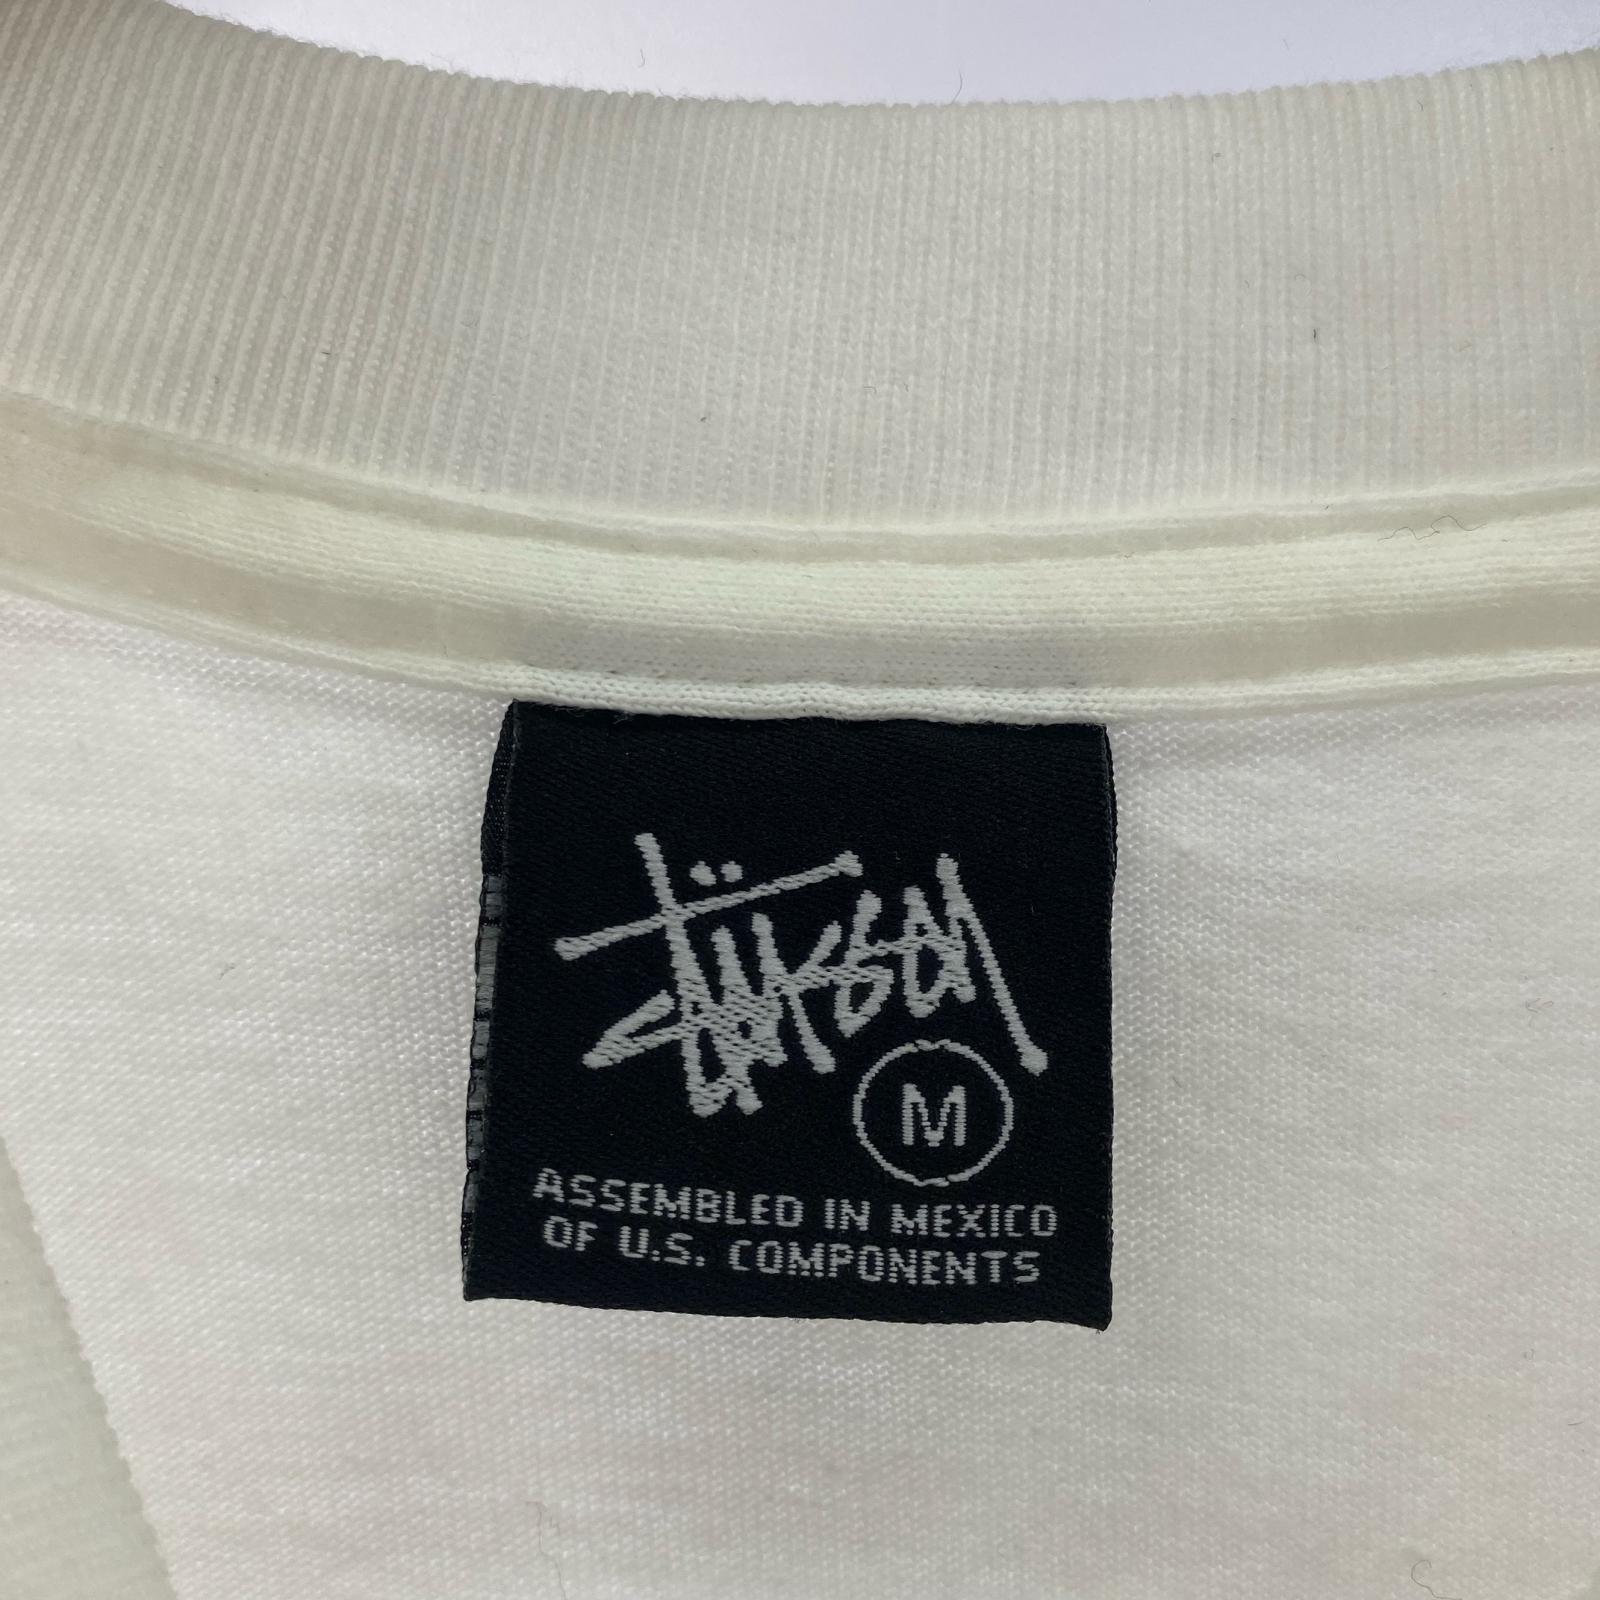 Stüssy
M
ASSEMBLED IN MEXICO
OF U.S. COMPONENTS